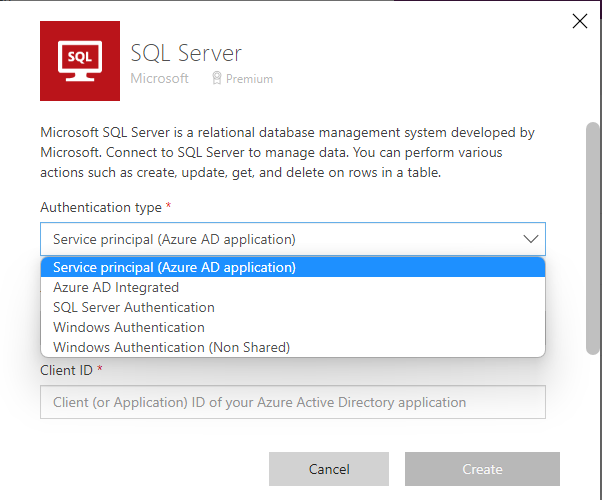 SQL
SQL Server
Microsoft Premium
Microsoft SQL Server is a relational database management system developed by
Microsoft. Connect to SQL Server to manage data. You can perform various
actions such as create, update, get, and delete on rows in a table.
Authentication type *
Service principal (Azure AD application)
Service principal (Azure AD application)
Azure AD Integrated
SQL Server Authentication
Windows Authentication
Windows Authentication (Non Shared)
Client ID *
Client (or Application) ID of your Azure Active Directory application
Cancel Create